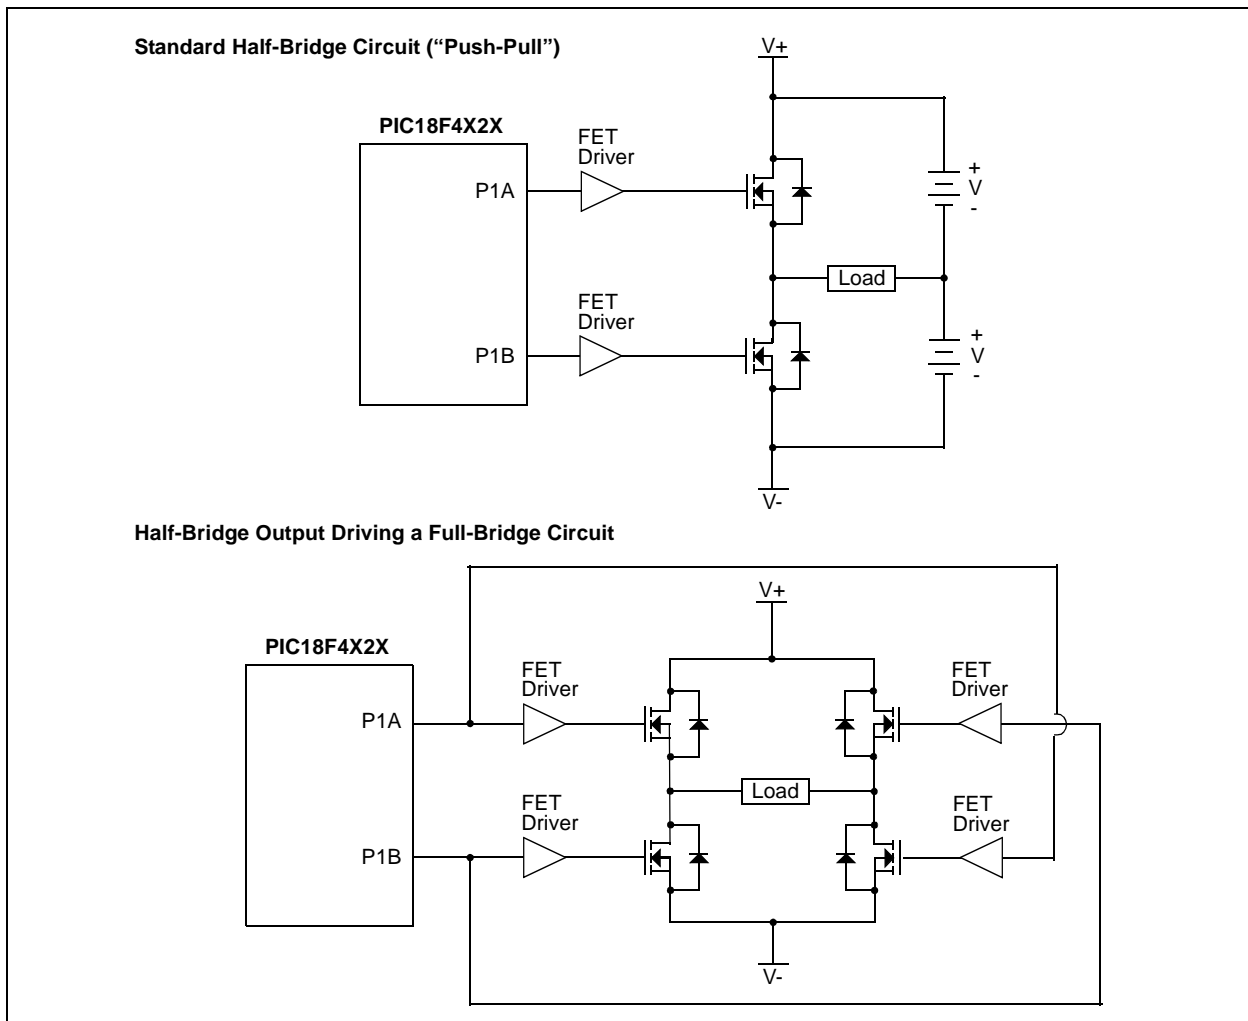 Standard Half-Bridge Circuit (“Push-Pull”)
V+
PIC18F4X2X
FET
Driver
P1A
+
V
-
Load
FET
Driver
P1B
+
V
-
V-
Half-Bridge Output Driving a Full-Bridge Circuit
V+
PIC18F4X2X
FET
Driver
FET
Driver
P1A
Load
FET
Driver
FET
Driver
P1B
V-